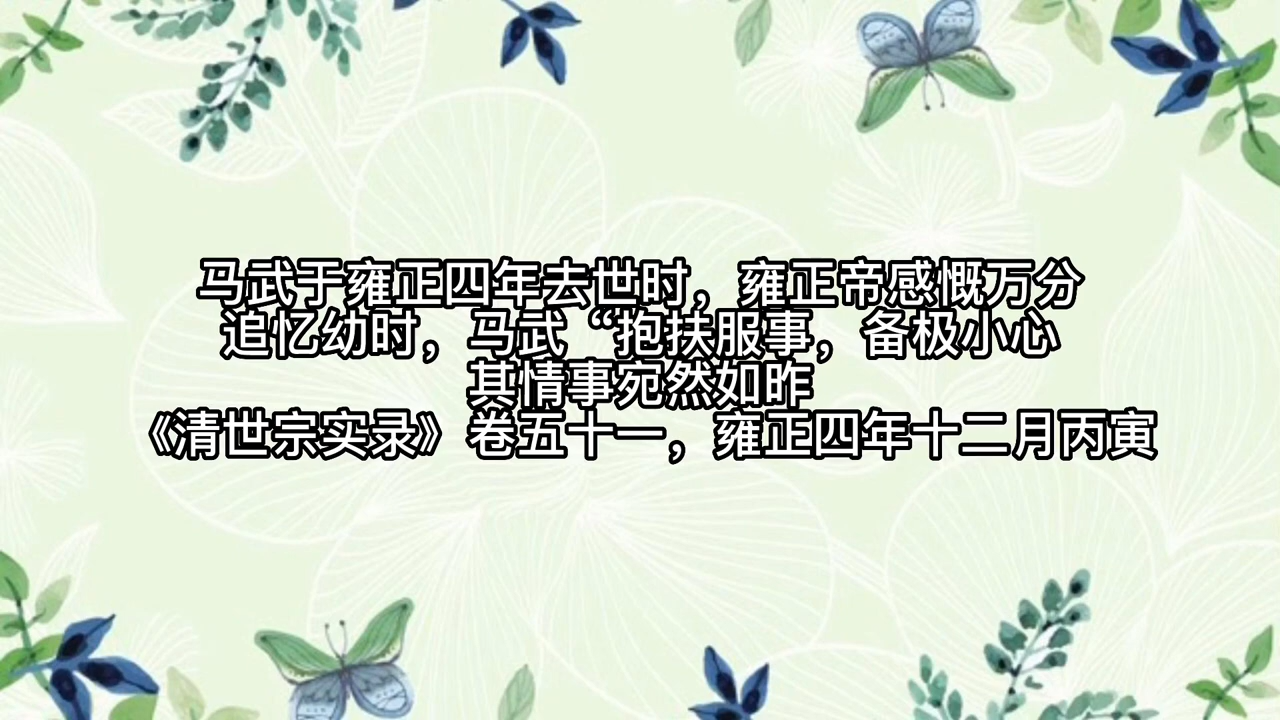 马武于雍正四年去世时，雍正帝感慨万分
追忆幼时，马武“抱扶服事，备极小心
其情事宛然如昨
《清世宗实录》卷五十一，雍正四年十二月丙寅